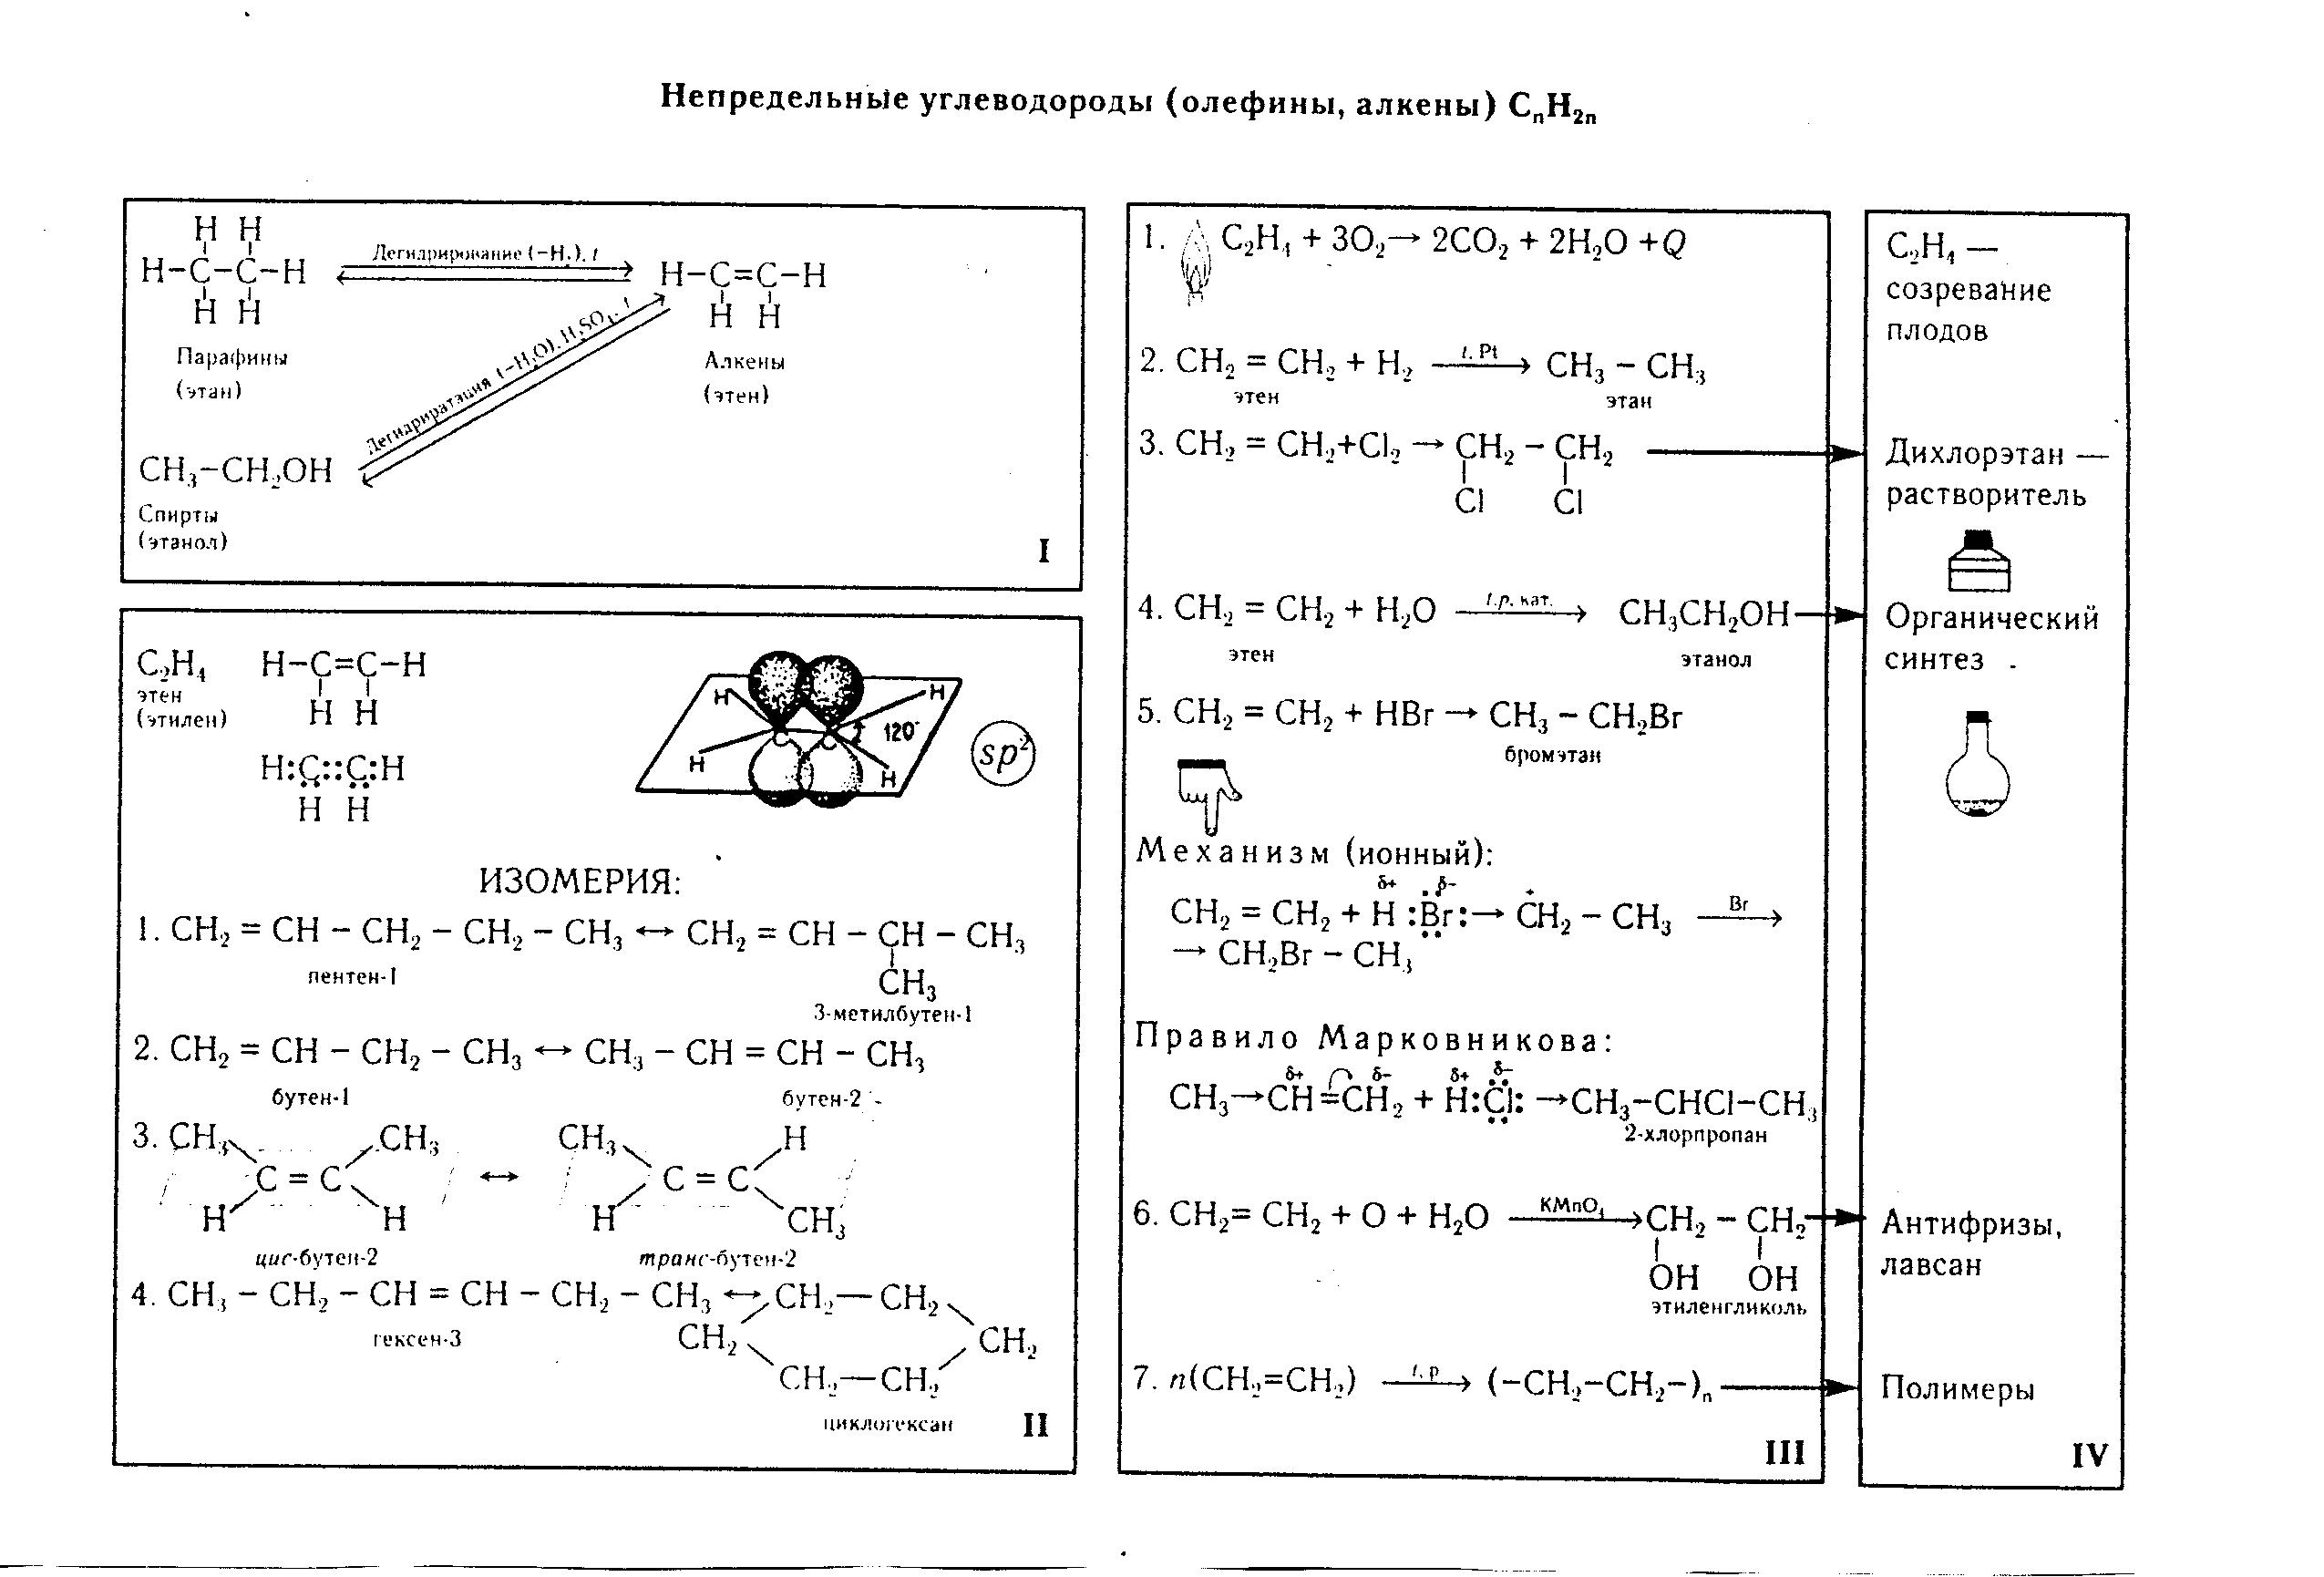 Непредельные углеводороды (олефины, алкены) CₙH₂ₙ
H H
H–C–C–H
H H
Парафины
(этан)
Дегидрирование (–H₂), t
H–C=C–H
H H
Алкены
(этен)
Дегидриратация (–H₂O), H₂SO₄, t
CH₃–CH₂OH
Спирты
(этанол)
I
C₂H₄
этен
(этилен)
H–C=C–H
H H
H:C::C:H
H H
H H H H
C C
120°
sp²
ИЗОМЕРИЯ:
1. CH₂ = CH – CH₂ – CH₂ – CH₃ ↔ CH₂ = CH – CH – CH₃
CH₃
пентен-1
3-метилбутен-1
2. CH₂ = CH – CH₂ – CH₃ ↔ CH₃ – CH = CH – CH₃
бутен-1 бутен-2
3. CH₃ CH₃ CH₃ H
C = C ↔ C = C
H H H CH₃
цис-бутен-2 транс-бутен-2
4. CH₃ – CH₂ – CH = CH – CH₂ – CH₃ ↔ CH₂—CH₂
гексен-3
CH₂ CH₂
CH₂—CH₂
циклогексан
II
1. C₂H₄ + 3O₂→ 2CO₂ + 2H₂O +Q
2. CH₂ = CH₂ + H₂ t, Pt → CH₃ – CH₃
этен этан
3. CH₂ = CH₂+Cl₂ → CH₂ – CH₂
Cl Cl
4. CH₂ = CH₂ + H₂O t,p, кат. → CH₃CH₂OH
этен этанол
5. CH₂ = CH₂ + HBr → CH₃ – CH₂Br
бромэтан
Механизм (ионный):
δ+ δ–
CH₂ = CH₂ + H :Br: → ĊH₂ – CH₃ Br →
→ CH₂Br – CH₃
Правило Марковникова:
δ+ δ– δ+ δ–
CH₃→CH=CH₂ + H:Cl: →CH₃–CHCl–CH₃
2-хлорпропан
6. CH₂= CH₂ + O + H₂O KMnO₄ → CH₂ – CH₂
OH OH
этиленгликоль
7. n(CH₂=CH₂) t, p → (–CH₂–CH₂–)ₙ
III
C₂H₄ —
созревание
плодов
Дихлорэтан —
растворитель
Органический
синтез
Антифризы,
лавсан
Полимеры
IV